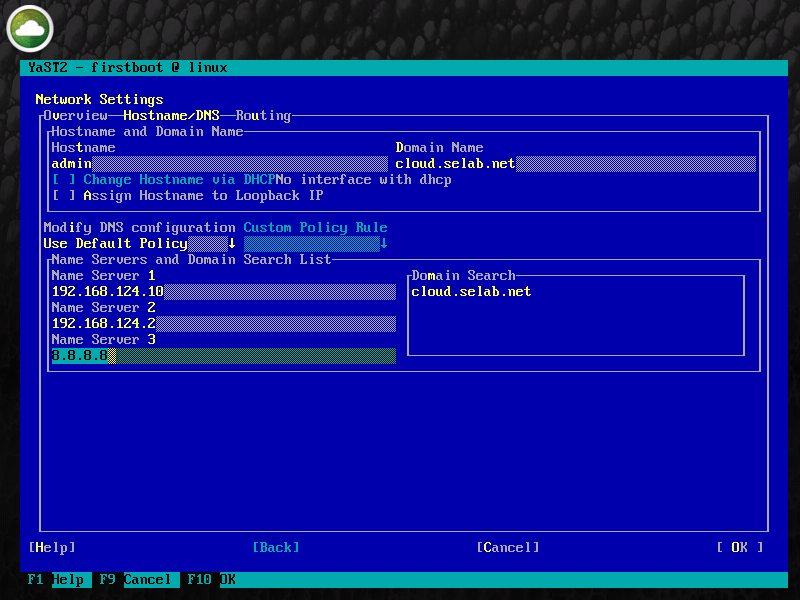 YaST2 - firstboot @ linux
Network Settings
Overview Hostname/DNS Routing
Hostname and Domain Name
Hostname Domain Name
admin cloud.selab.net
[ ] Change Hostname via DHCPNo interface with dhcp
[ ] Assign Hostname to Loopback IP
Modify DNS configuration Custom Policy Rule
Use Default Policy ↓ ↓
Name Servers and Domain Search List
Name Server 1 Domain Search
192.168.124.10 cloud.selab.net
Name Server 2
192.168.124.2
Name Server 3
8.8.8.8
[Help] [Back] [Cancel] [ OK ]
F1 Help F9 Cancel F10 OK